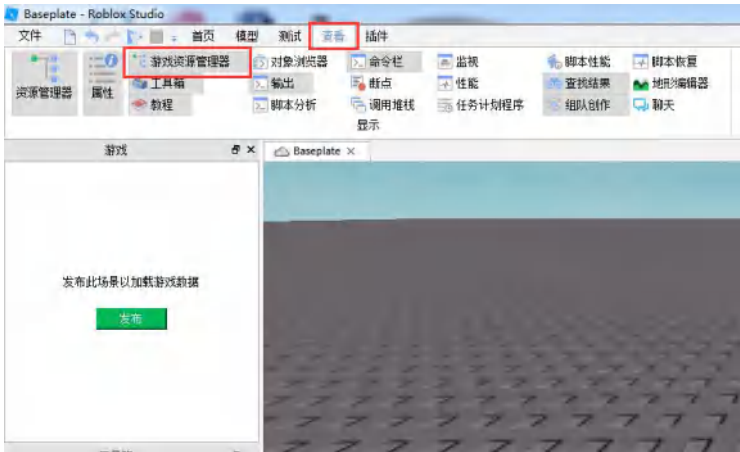 Baseplate - Roblox Studio
文件 首页 模型 测试 查看 插件
资源管理器 属性 游戏资源管理器 对象浏览器 命令栏 监视 脚本性能 脚本恢复
工具箱 输出 断点 性能 查找结果 地形编辑器
教程 脚本分析 调用堆栈 任务计划程序 组队创作 聊天
显示
游戏 Baseplate
发布此场景以加载游戏数据
发布